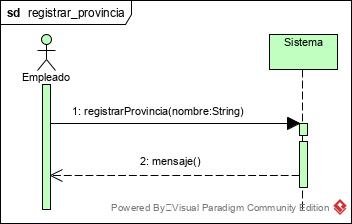 sd registrar_provincia
Sistema
Empleado
1: registrarProvincia(nombre:String)
2: mensaje()
Powered By Visual Paradigm Community Edition